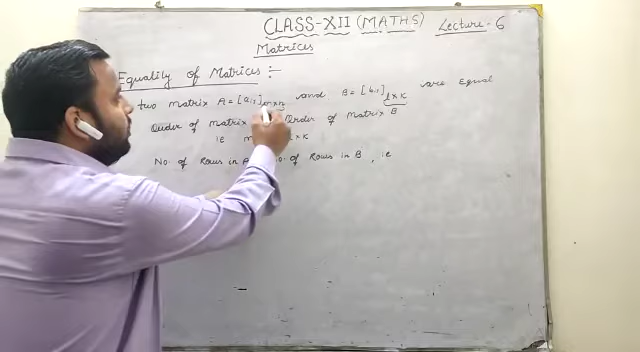 CLASS-XII (MATHS) Lecture-6
Matrices
Equality of Matrices :-
two matrix A = [aij]m×n and B = [bij]l×k are Equal
Order of matrix Order of matrix B
ie m ×k
No. of Rows in A No. of Rows in B , ie